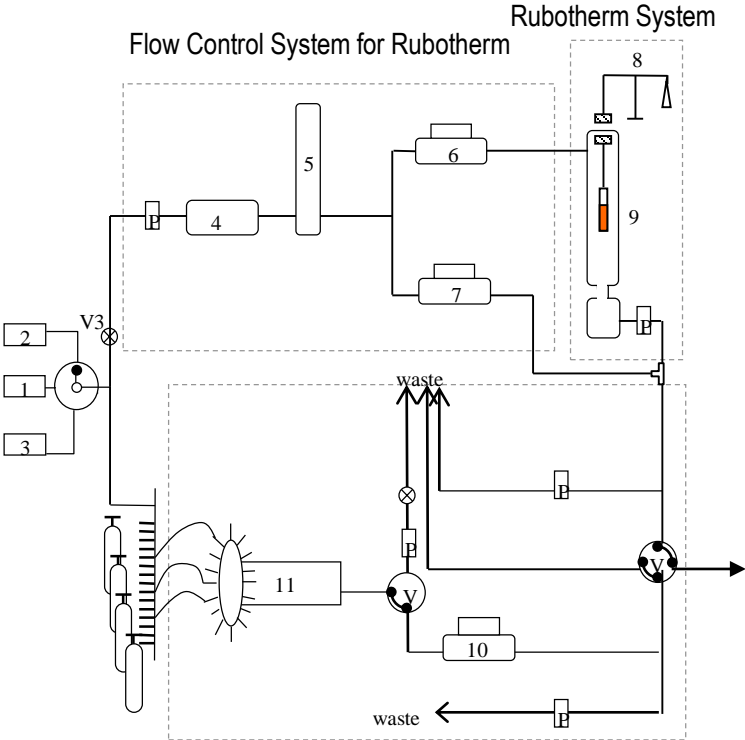 Rubotherm System
Flow Control System for Rubotherm
8
5
6
P
4
9
7
V3
P
2
1
waste
3
P
P
V
11
V
10
waste
P